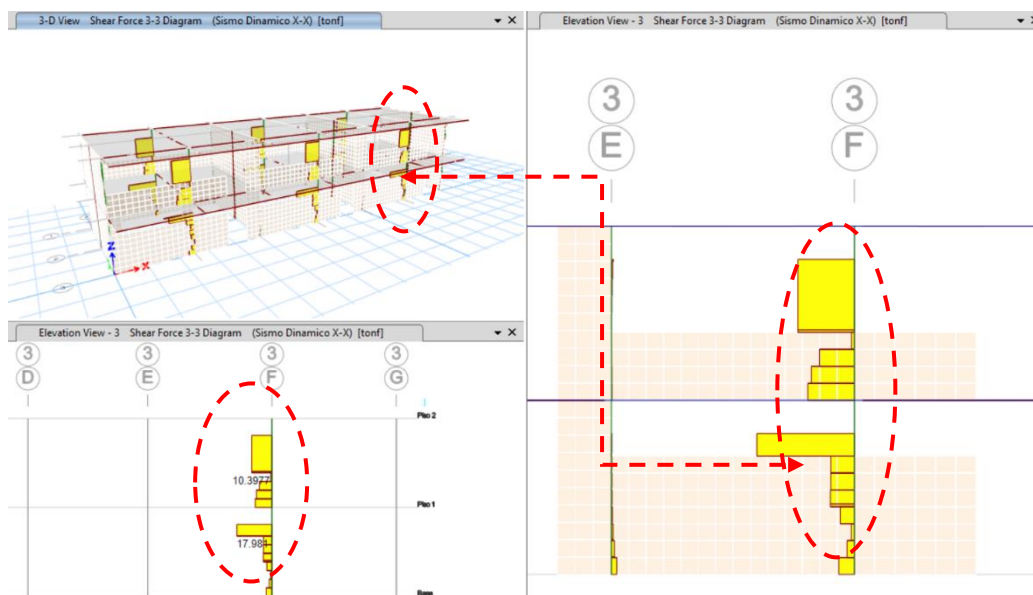 3-D View Shear Force 3-3 Diagram (Sismo Dinamico X-X) [tonf]
Z
X
Elevation View - 3 Shear Force 3-3 Diagram (Sismo Dinamico X-X) [tonf]
3 3 3 3
D E F G
Piso 2
10.3977
Piso 1
17.981
Base
Elevation View - 3 Shear Force 3-3 Diagram (Sismo Dinamico X-X) [tonf]
3 3
E F